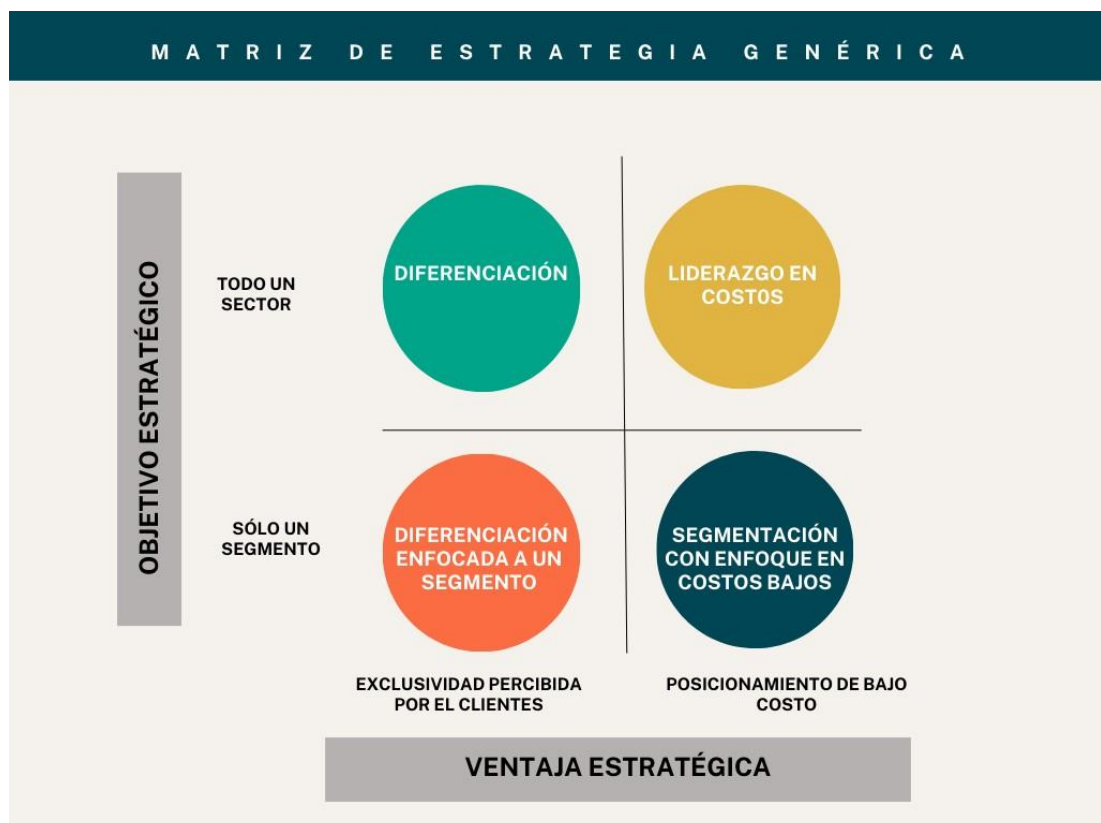 MATRIZ DE ESTRATEGIA GENÉRICA
OBJETIVO ESTRATÉGICO
TODO UN
SECTOR
DIFERENCIACIÓN
LIDERAZGO EN
COST0S
SÓLO UN
SEGMENTO
DIFERENCIACIÓN
ENFOCADA A UN
SEGMENTO
SEGMENTACIÓN
CON ENFOQUE EN
COSTOS BAJOS
EXCLUSIVIDAD PERCIBIDA
POR EL CLIENTES
POSICIONAMIENTO DE BAJO
COSTO
VENTAJA ESTRATÉGICA